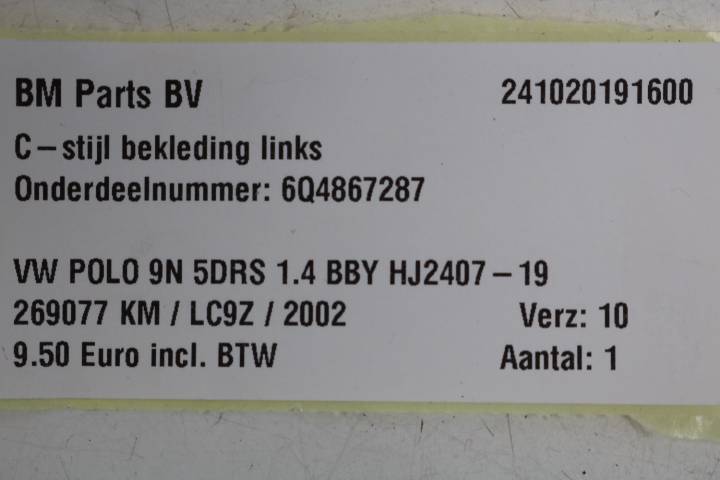 BM Parts BV 241020191600
C-stijl bekleding links
Onderdeelnummer: 6Q4867287
VW POLO 9N 5DRS 1.4 BBY HJ2407-19
269077 KM / LC9Z / 2002 Verz: 10
9.50 Euro incl. BTW Aantal: 1